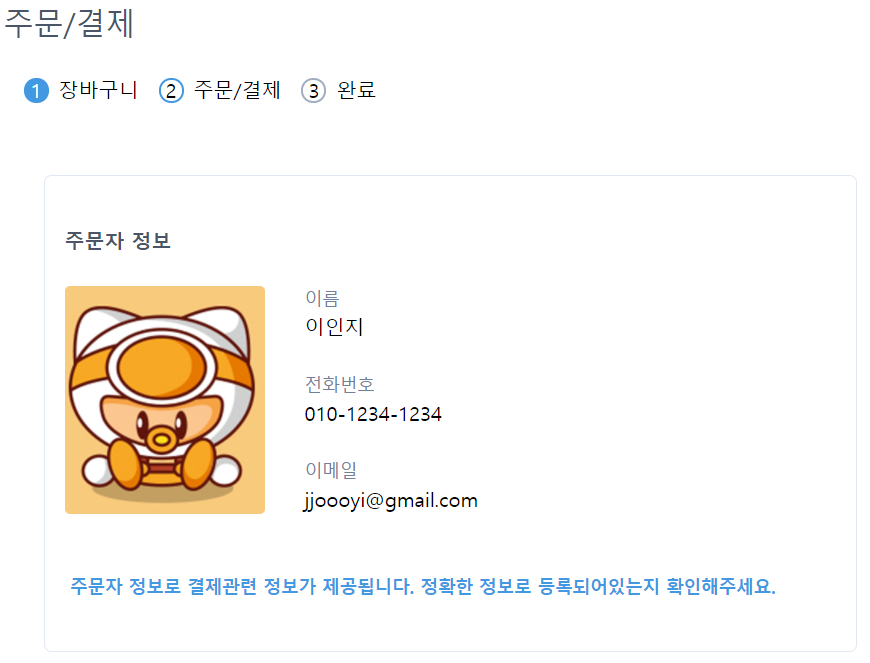 주문/결제
1 장바구니 2 주문/결제 3 완료
주문자 정보
이름
이인지
전화번호
010-1234-1234
이메일
jjoooyi@gmail.com
주문자 정보로 결제관련 정보가 제공됩니다. 정확한 정보로 등록되어있는지 확인해주세요.